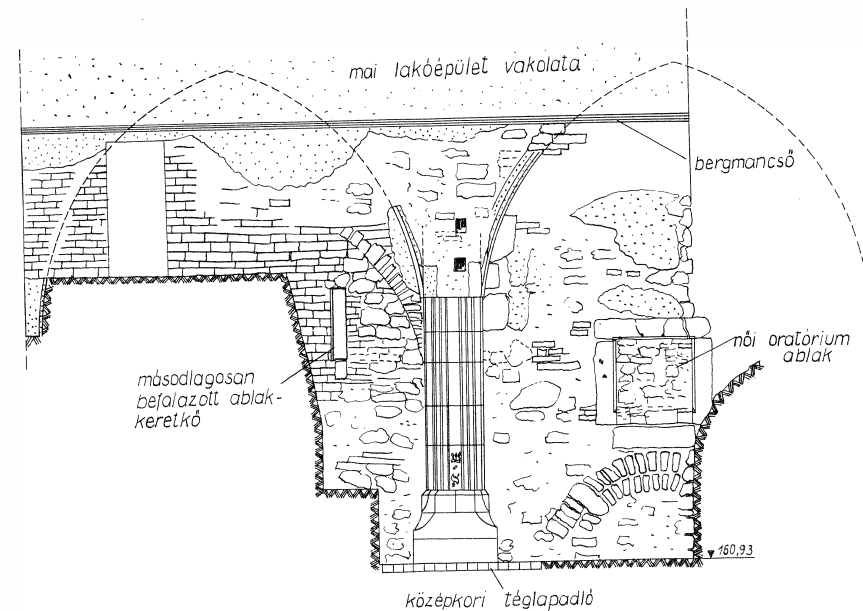 mai lakóépület vakolata
bergmancső
női oratórium
ablak
másodlagosan
befalazott ablak-
keretkő
160,93
középkori téglapadló